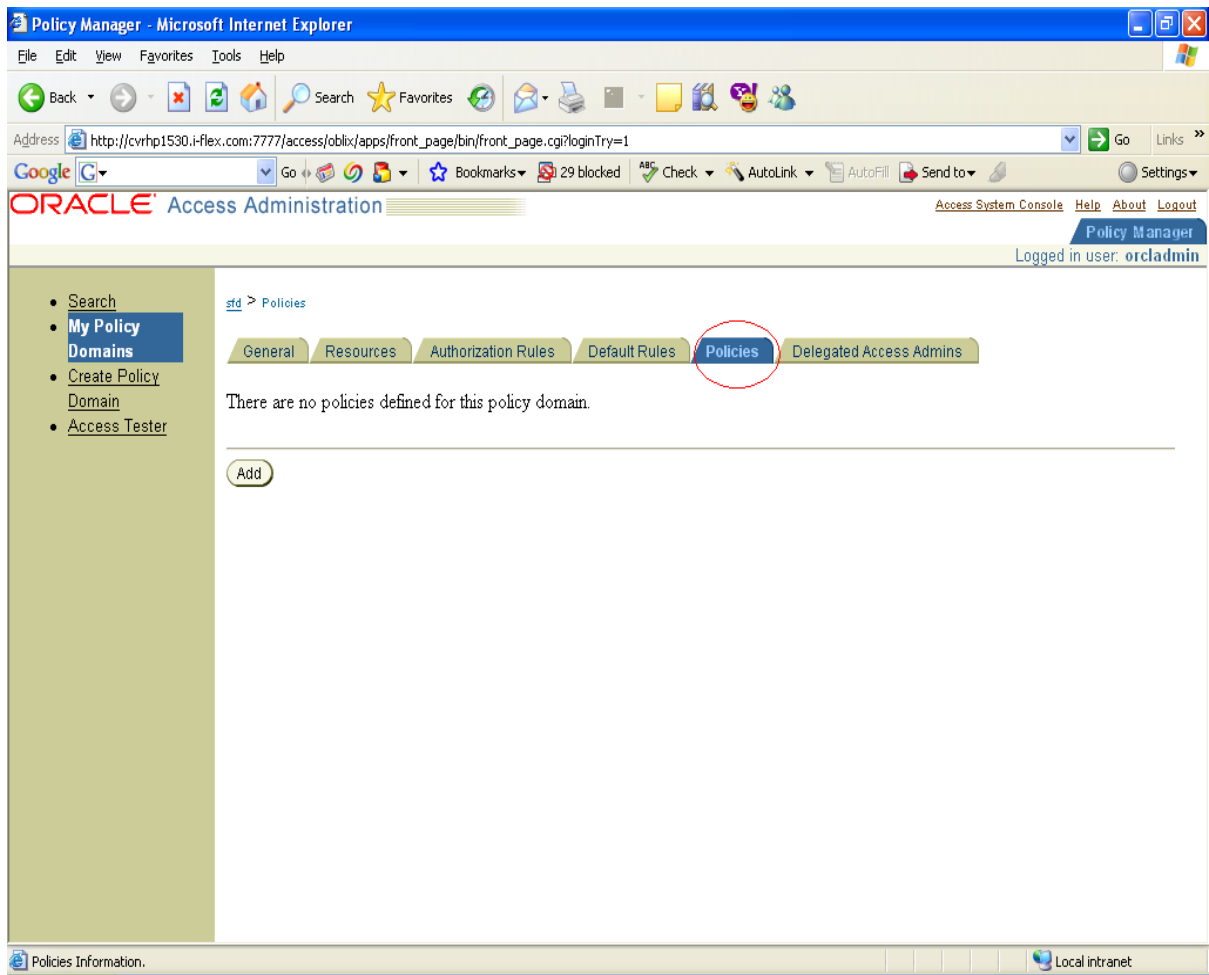 Policy Manager - Microsoft Internet Explorer
File Edit View Favorites Tools Help
Back Search Favorites
Address http://cvrhp1530.i-flex.com:7777/access/oblix/apps/front_page/bin/front_page.cgi?loginTry=1 Go Links »
Google G Go Bookmarks 29 blocked ABC Check AutoLink AutoFill Send to Settings
ORACLE Access Administration Access System Console Help About Logout
Policy Manager
Logged in user: orcladmin
Search
My Policy
Domains
Create Policy
Domain
Access Tester
sfd > Policies
General Resources Authorization Rules Default Rules Policies Delegated Access Admins
There are no policies defined for this policy domain.
Add
Policies Information. Local intranet